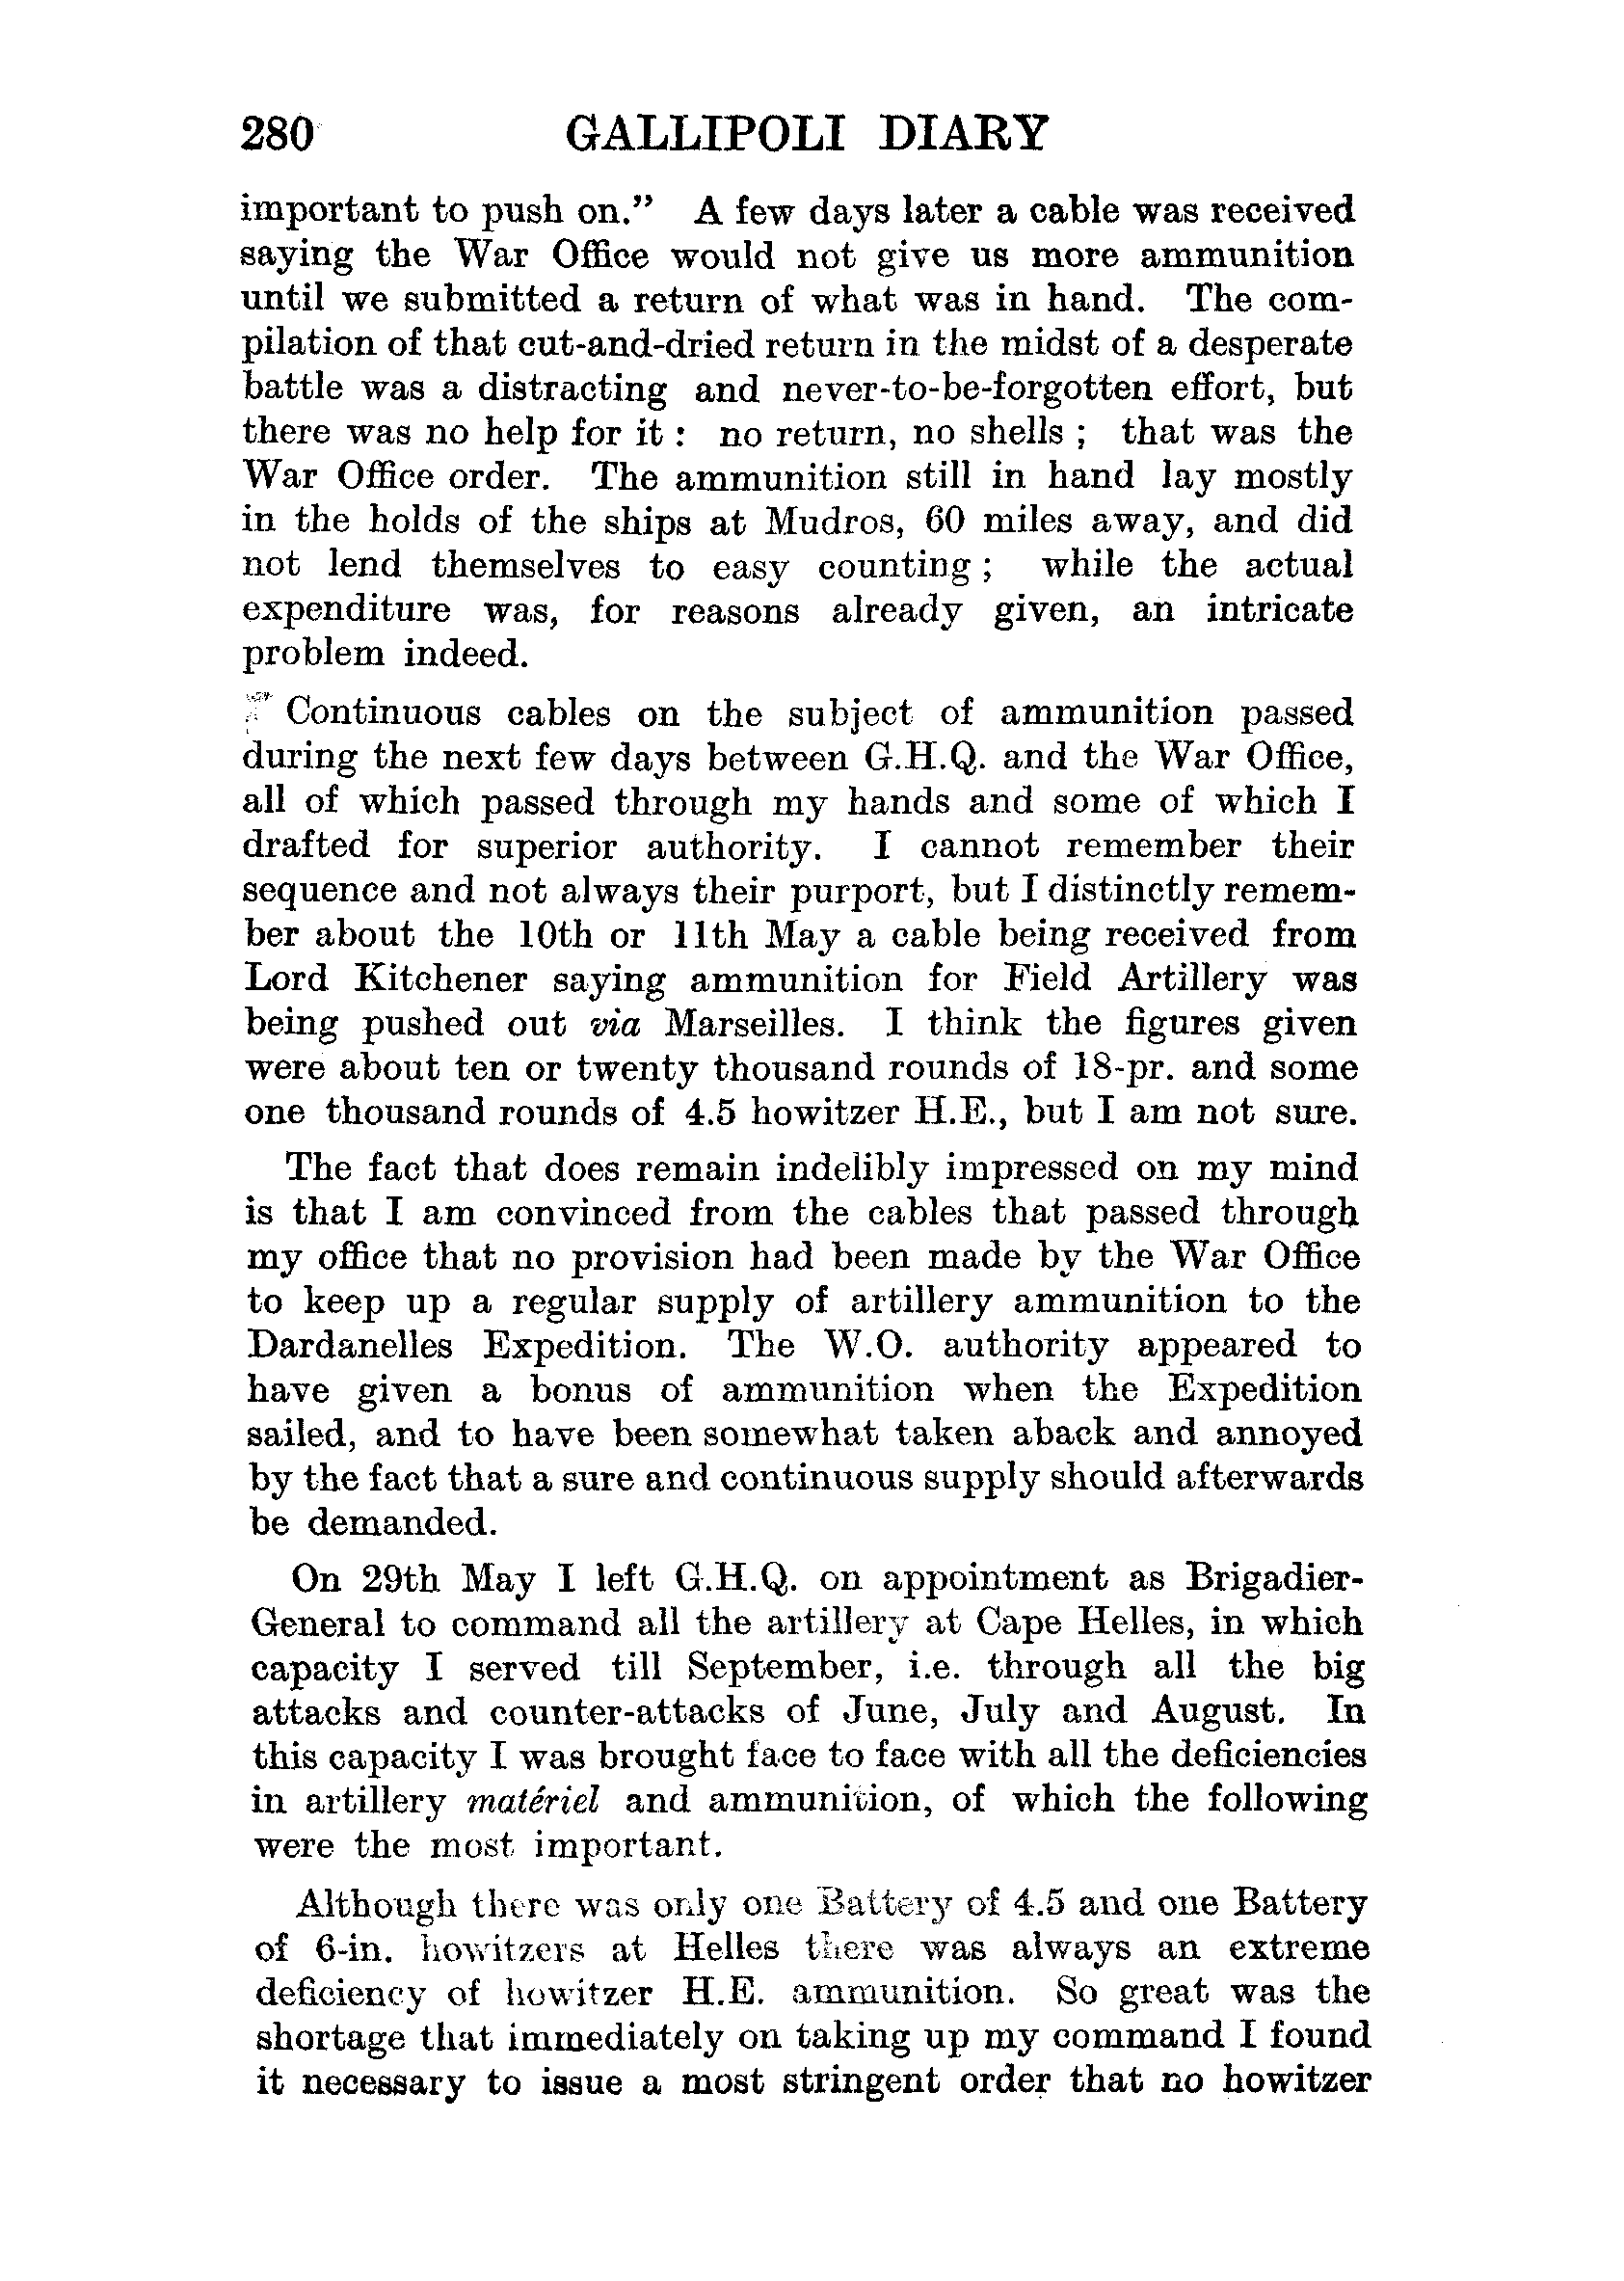 280 GALLIPOLI DIARY
important to push on.” A few days later a cable was received
saying the War Office would not give us more ammunition
until we submitted a return of what was in hand. The com-
pilation of that cut-and-dried return in the midst of a desperate
battle was a distracting and never-to-be-forgotten effort, but
there was no help for it : no return, no shells ; that was the
War Office order. The ammunition still in hand lay mostly
in the holds of the ships at Mudros, 60 miles away, and did
not lend themselves to easy counting ; while the actual
expenditure was, for reasons already given, an intricate
problem indeed.
Continuous cables on the subject of ammunition passed
during the next few days between G.H.Q. and the War Office,
all of which passed through my hands and some of which I
drafted for superior authority. I cannot remember their
sequence and not always their purport, but I distinctly remem-
ber about the 10th or 11th May a cable being received from
Lord Kitchener saying ammunition for Field Artillery was
being pushed out via Marseilles. I think the figures given
were about ten or twenty thousand rounds of 18-pr. and some
one thousand rounds of 4.5 howitzer H.E., but I am not sure.
The fact that does remain indelibly impressed on my mind
is that I am convinced from the cables that passed through
my office that no provision had been made by the War Office
to keep up a regular supply of artillery ammunition to the
Dardanelles Expedition. The W.O. authority appeared to
have given a bonus of ammunition when the Expedition
sailed, and to have been somewhat taken aback and annoyed
by the fact that a sure and continuous supply should afterwards
be demanded.
On 29th May I left G.H.Q. on appointment as Brigadier-
General to command all the artillery at Cape Helles, in which
capacity I served till September, i.e. through all the big
attacks and counter-attacks of June, July and August. In
this capacity I was brought face to face with all the deficiencies
in artillery matériel and ammunition, of which the following
were the most important.
Although there was only one Battery of 4.5 and one Battery
of 6-in. howitzers at Helles there was always an extreme
deficiency of howitzer H.E. ammunition. So great was the
shortage that immediately on taking up my command I found
it necessary to issue a most stringent order that no howitzer